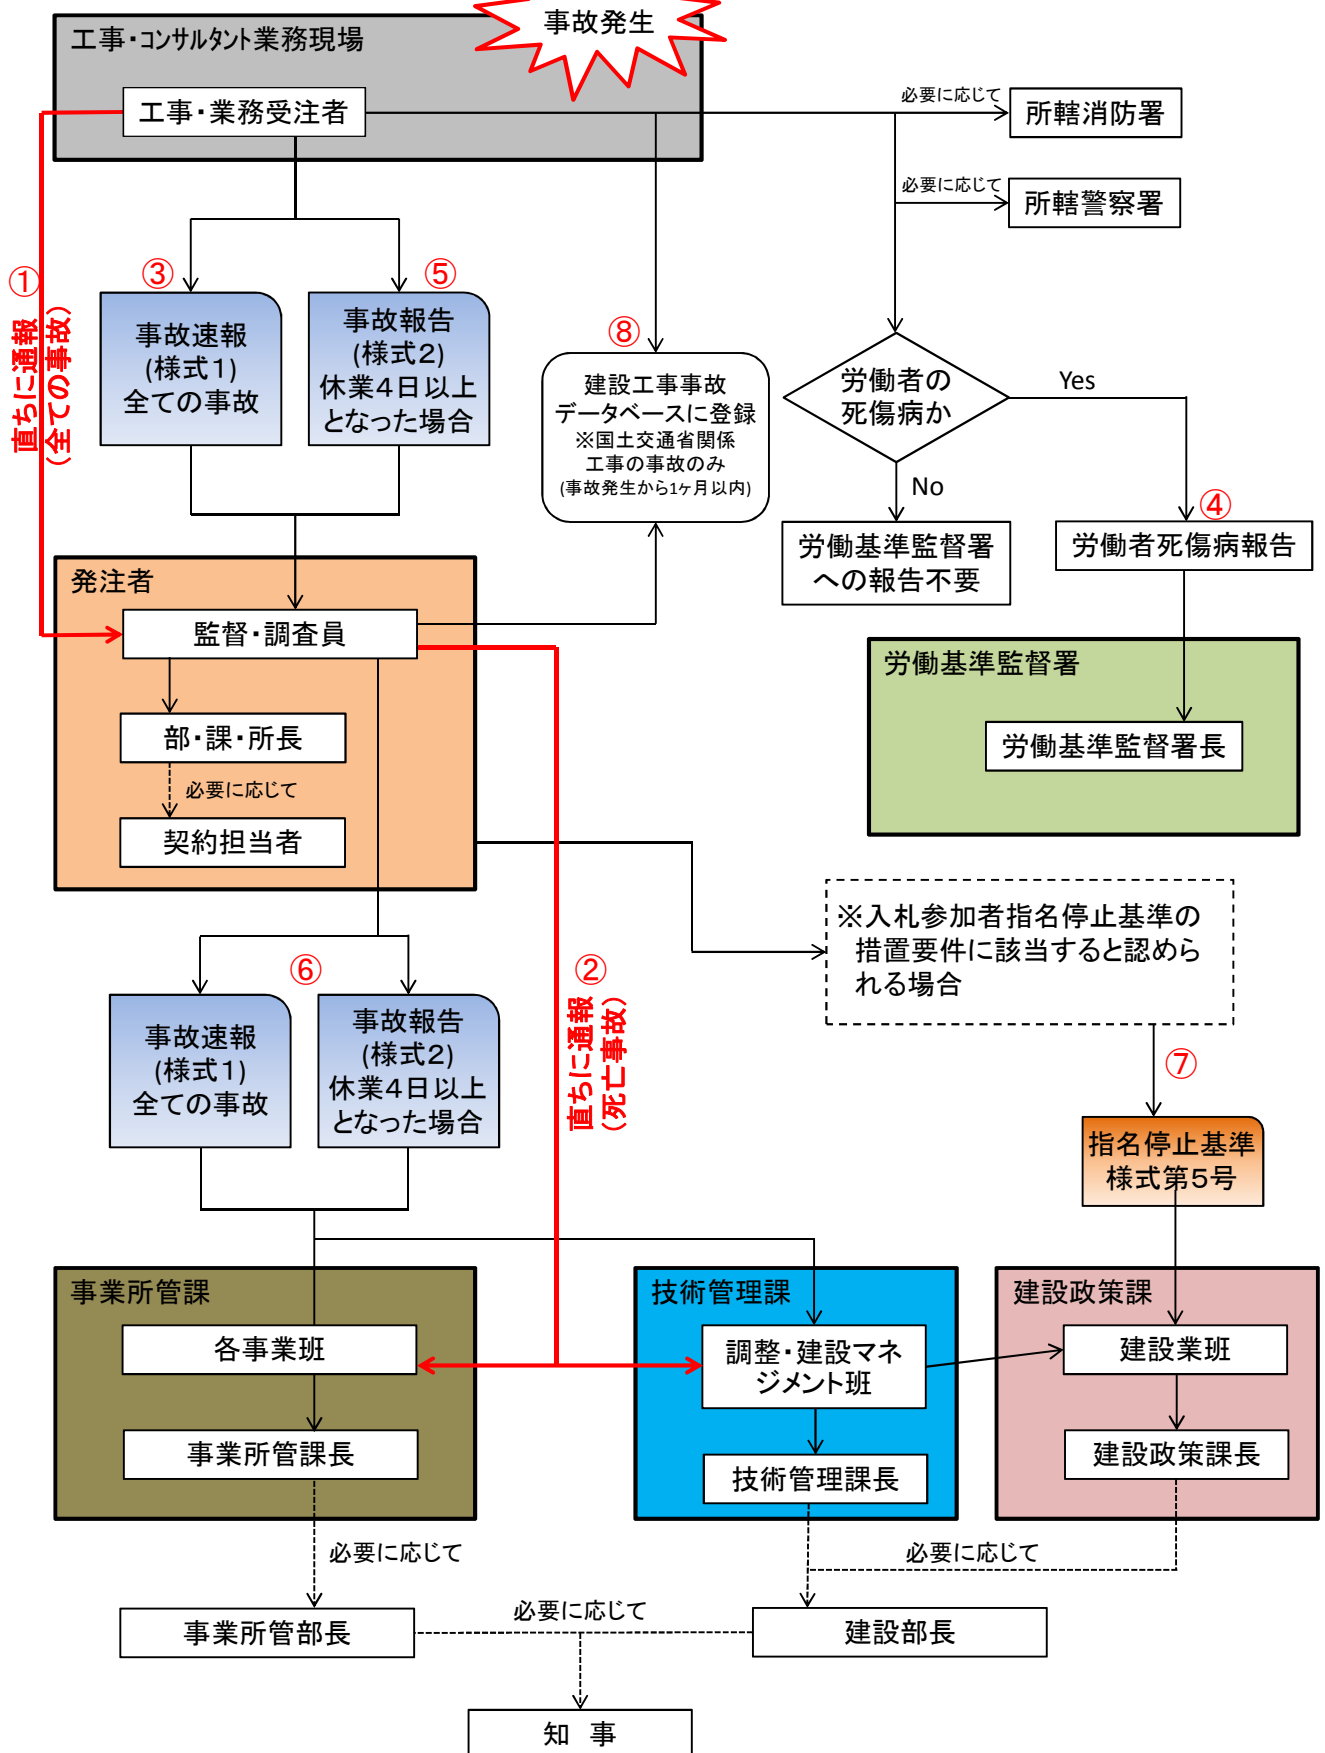 事故発生
工事・コンサルタント業務現場
工事・業務受注者
必要に応じて
所轄消防署
必要に応じて
所轄警察署
①
直ちに通報
(全ての事故)
③
事故速報
(様式1)
全ての事故
⑤
事故報告
(様式2)
休業4日以上
となった場合
⑧
建設工事事故
データベースに登録
※国土交通省関係
工事の事故のみ
(事故発生から1ヶ月以内)
労働者の
死傷病か
Yes
No
労働基準監督署
への報告不要
④
労働者死傷病報告
発注者
監督・調査員
部・課・所長
必要に応じて
契約担当者
労働基準監督署
労働基準監督署長
※入札参加者指名停止基準の
措置要件に該当すると認めら
れる場合
⑥
事故速報
(様式1)
全ての事故
事故報告
(様式2)
休業4日以上
となった場合
②
直ちに通報
(死亡事故)
⑦
指名停止基準
様式第5号
事業所管課
各事業班
事業所管課長
技術管理課
調整・建設マネ
ジメント班
技術管理課長
建設政策課
建設業班
建設政策課長
必要に応じて
必要に応じて
事業所管部長
必要に応じて
建設部長
知 事